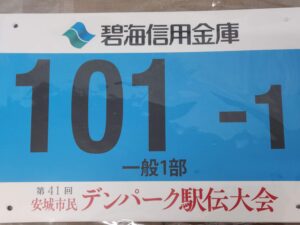 碧海信用金庫
101-1
一般1部
第41回
安城市民 デンパーク駅伝大会